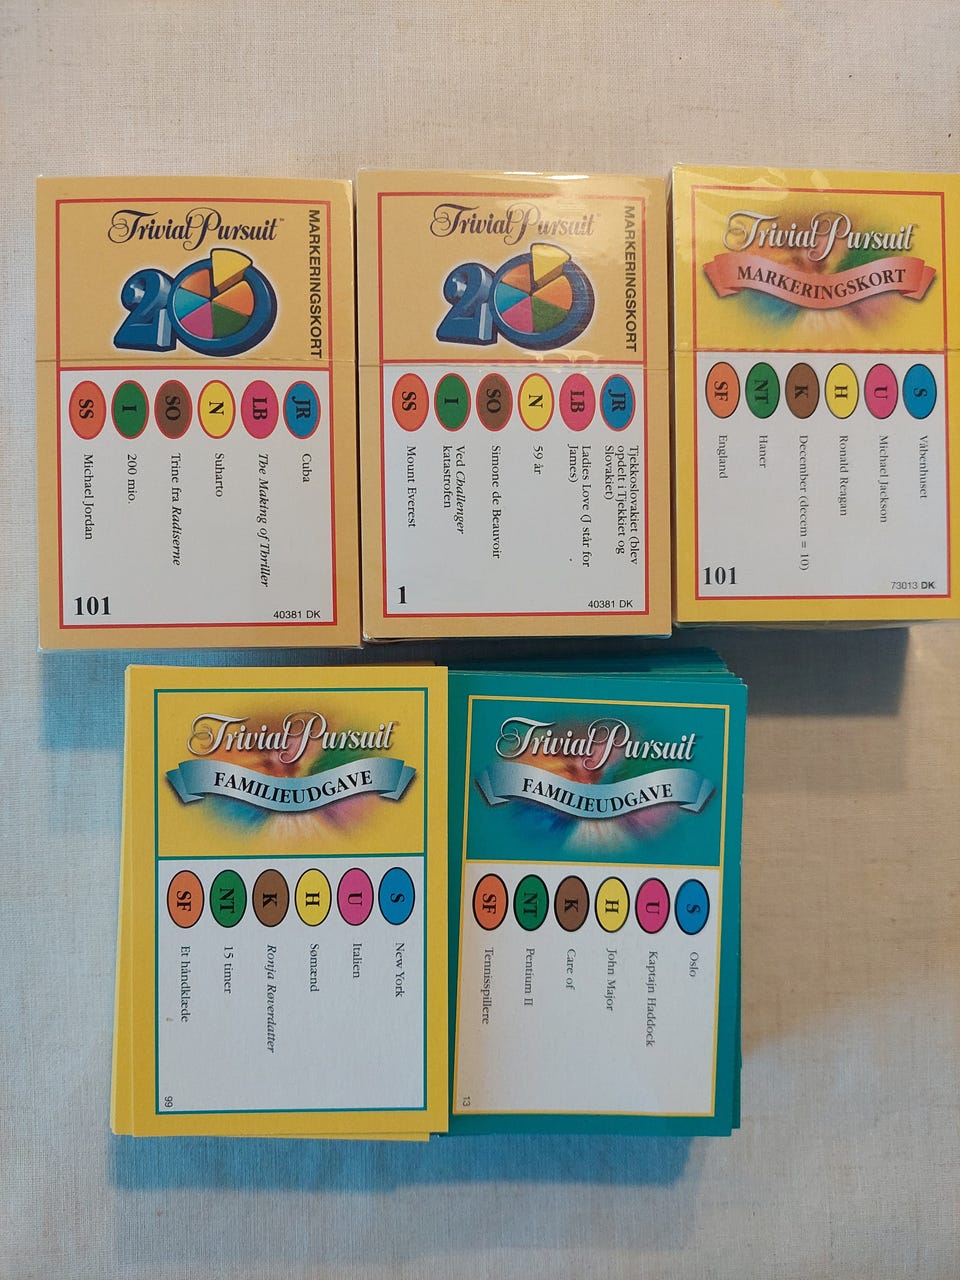 Trivial Pursuit™
MARKERINGSKORT
20
JR Cuba
LB The Making of Thriller
N Suharto
SO Trine fra Radiserne
I 200 mio.
SS Michael Jordan
101
40381 DK
Trivial Pursuit™
MARKERINGSKORT
20
JR Tjekkoslovakiet (blev
opdelt i Tjekkiet og
Slovakiet)
LB Ladies Love (J står for
James)
N 59 år
SO Simone de Beauvoir
I Ved Challenger
katastrofen
SS Mount Everest
1
40381 DK
Trivial Pursuit
MARKERINGSKORT
S Våbenhuset
U Michael Jackson
H Ronald Reagan
K December (decem = 10)
NT Haner
SF England
101
73013 DK
Trivial Pursuit
FAMILIEUDGAVE
S New York
U Italien
H Sømænd
K Ronja Røverdatter
NT 15 timer
SF Et håndklæde
99
Trivial Pursuit
FAMILIEUDGAVE
S Oslo
U Kaptajn Haddock
H John Major
K Care of
NT Pentium II
SF Tennisspillere
13